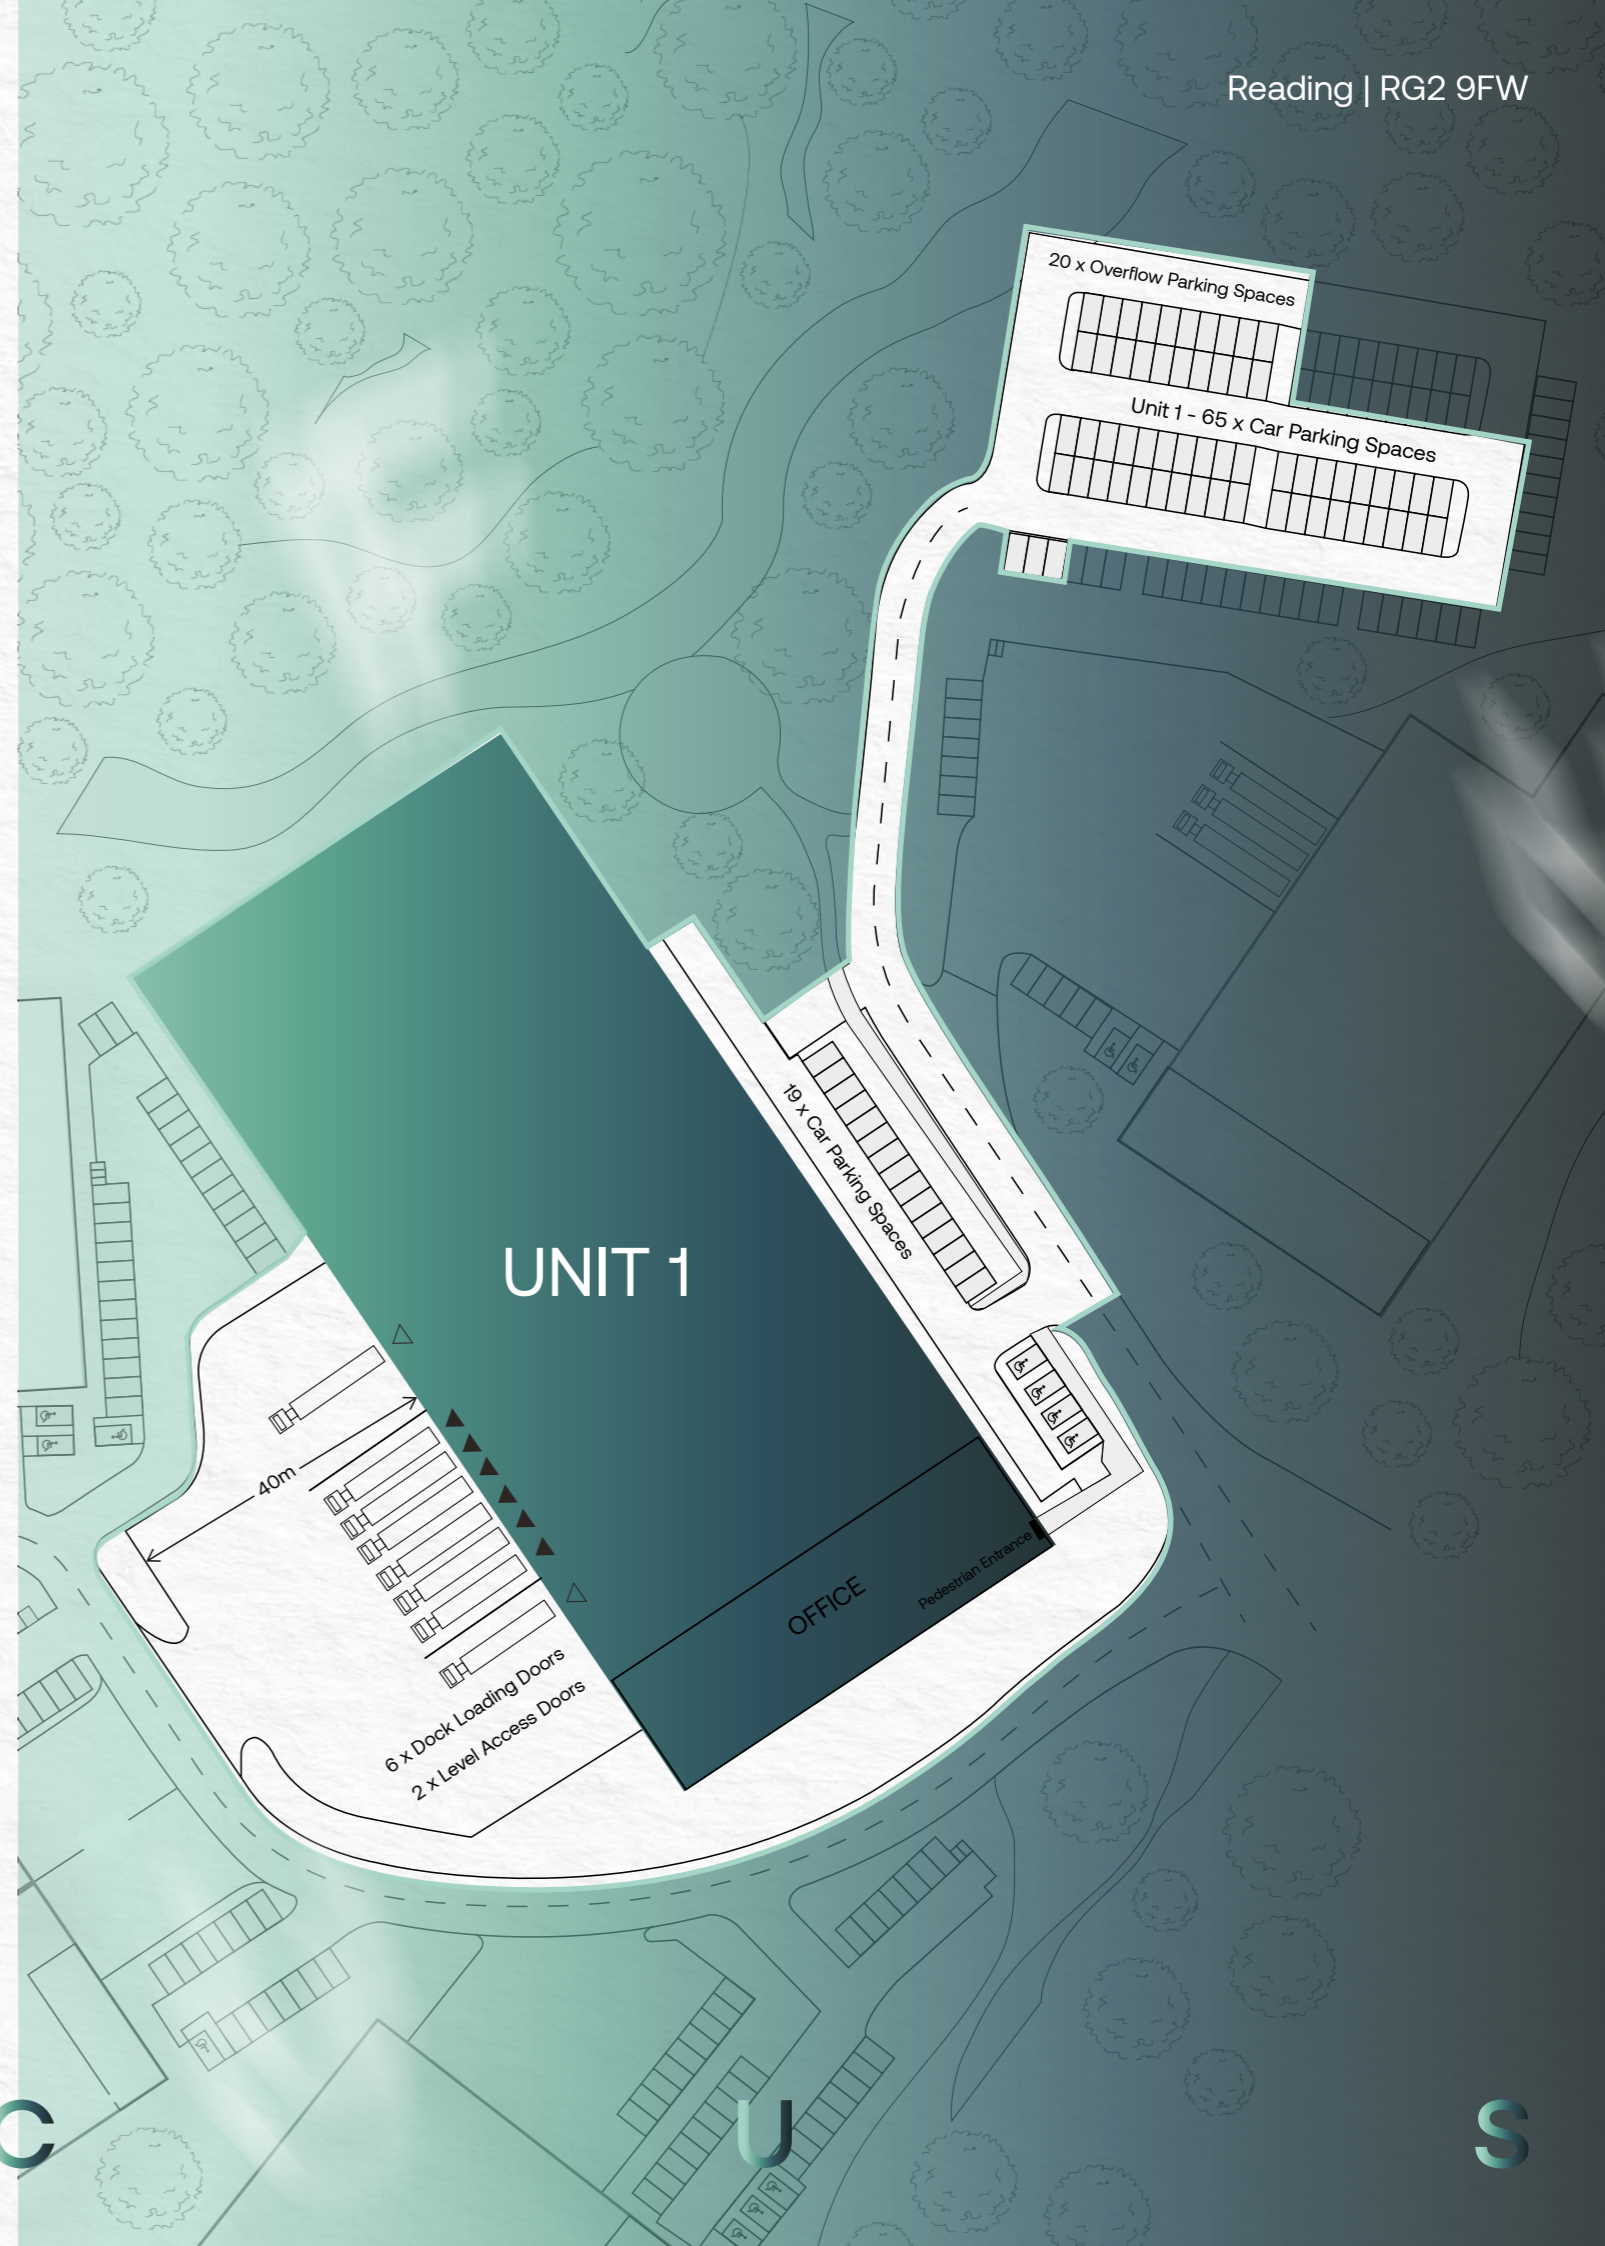 Reading | RG2 9FW
20 x Overflow Parking Spaces
Unit 1 - 65 x Car Parking Spaces
19 x Car Parking Spaces
UNIT 1
40m
OFFICE
Pedestrian Entrance
6 x Dock Loading Doors
2 x Level Access Doors
C U S